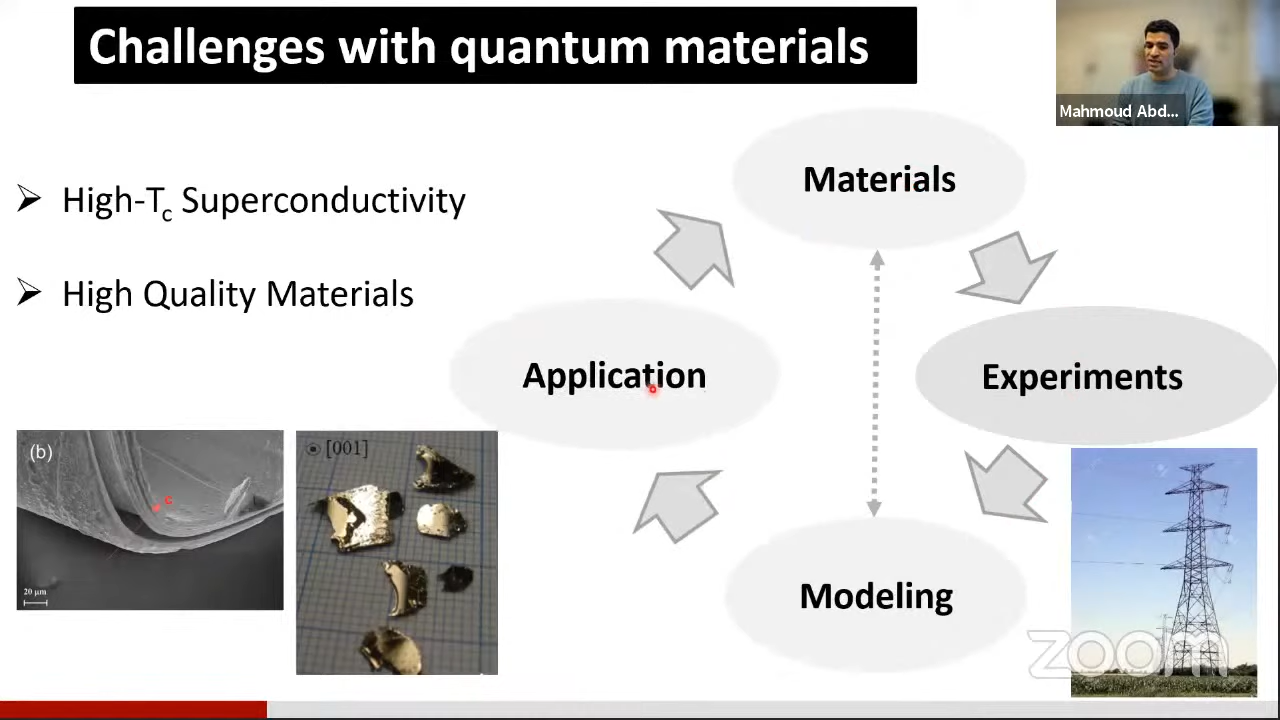 Challenges with quantum materials
Mahmoud Abd...
High-Tc Superconductivity
High Quality Materials
Materials
Application
Experiments
Modeling
(b)
c
20 μm
[001]
zoom